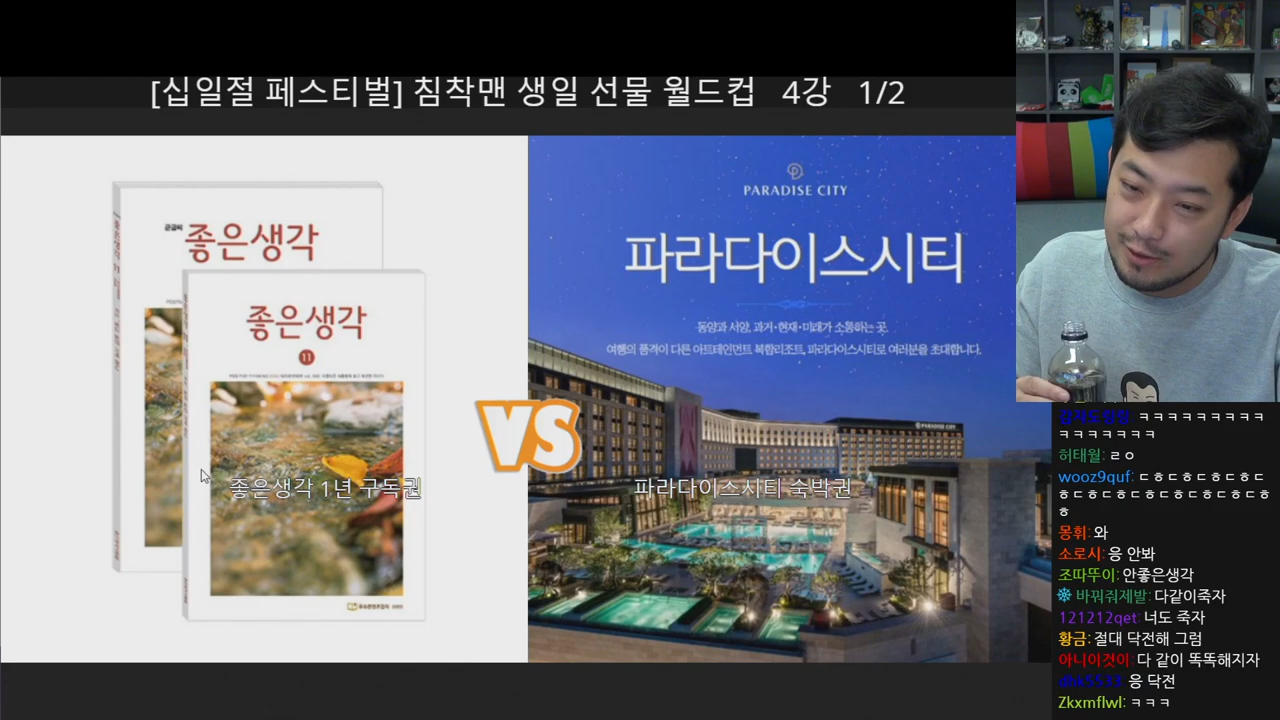 [십일절 페스티벌] 침착맨 생일 선물 월드컵 4강 1/2
큰글씨 좋은생각
좋은생각
11
좋은생각 1년 구독권
VS
PARADISE CITY
파라다이스시티
동양과 서양, 과거·현재·미래가 소통하는 곳.
여행의 품격이 다른 아트테인먼트 복합리조트, 파라다이스시티로 여러분을 초대합니다.
PARADISE CITY
파라다이스시티 숙박권
ㅋㅋㅋㅋㅋㅋㅋㅋㅋ
ㅋㅋㅋㅋㅋㅋㅋ
허태월: ㄹㅇ
wooz9quf: ㄷㅎㄷㅎㄷㅎㄷㅎㄷ
ㅎㄷㅎㄷㅎㄷㅎㄷㅎㄷㅎㄷㅎㄷ
ㅎ
몽휘: 와
소로시: 응 안봐
조따뚜이: 안좋은생각
바꿔줘제발: 다같이죽자
121212qet: 너도 죽자
황금: 절대 닥전해 그럼
아니이것이: 다 같이 똑똑해지자
dhk5533: 응 닥전
Zkxmflwl: ㅋㅋㅋ